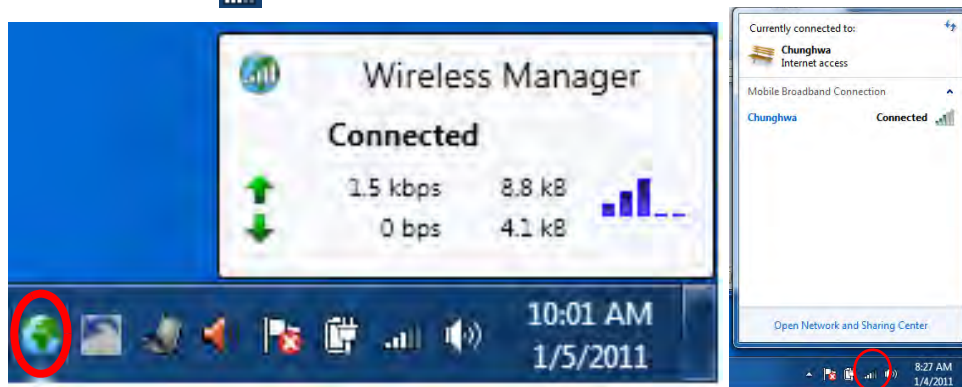 Wireless Manager
Connected
1.5 kbps 8.8 kB
0 bps 4.1 kB
10:01 AM
1/5/2011
Currently connected to:
Chunghwa
Internet access
Mobile Broadband Connection
Chunghwa Connected
Open Network and Sharing Center
8:27 AM
1/4/2011